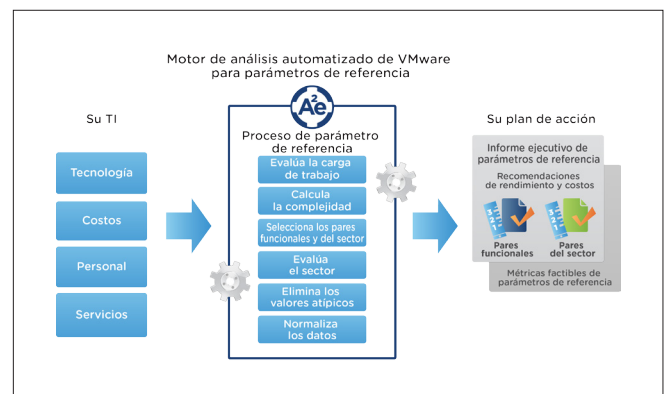 Motor de análisis automatizado de VMware
para parámetros de referencia
Su TI
Tecnología
Costos
Personal
Servicios
A²e
Proceso de parámetro
de referencia
Evalúa la carga
de trabajo
Calcula
la complejidad
Selecciona los pares
funcionales y del sector
Evalúa
el sector
Elimina los
valores atípicos
Normaliza
los datos
Su plan de acción
Informe ejecutivo de
parámetros de referencia
Recomendaciones
de rendimiento y costos
Pares
funcionales
Pares
del sector
Métricas factibles de
parámetros de referencia